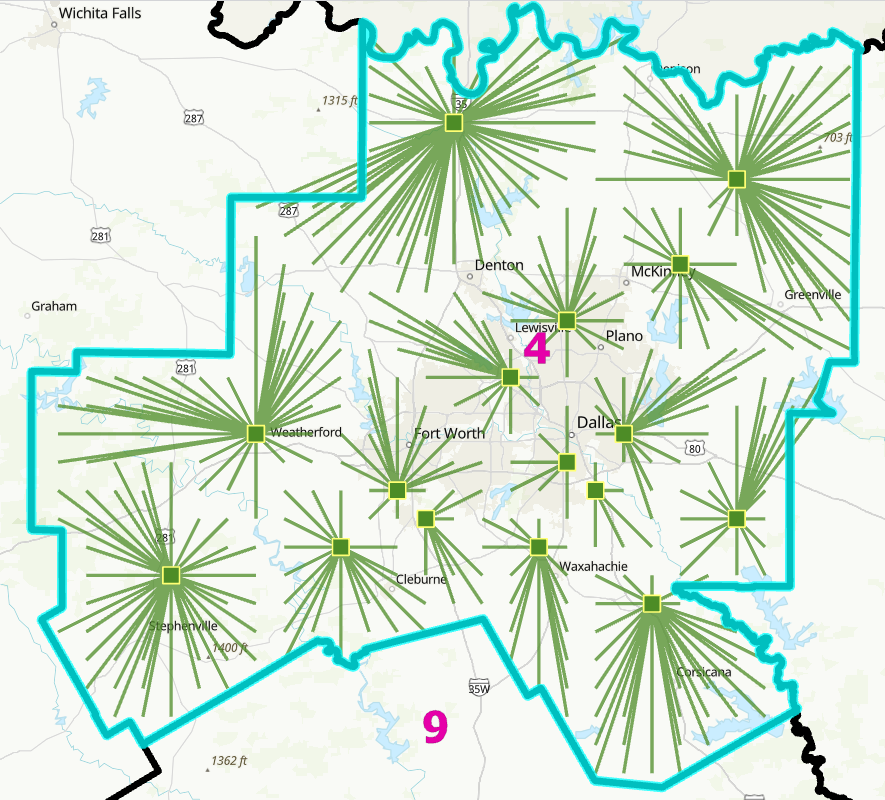 Wichita Falls
35
1315 ft
287
703 ft
287
281
Denton
McKinney
Greenville
Graham
Lewisville
Plano
4
281
Weatherford
Fort Worth
Dallas
80
281
Waxahachie
Cleburne
Stephenville
1400 ft
Corsicana
35W
9
1362 ft